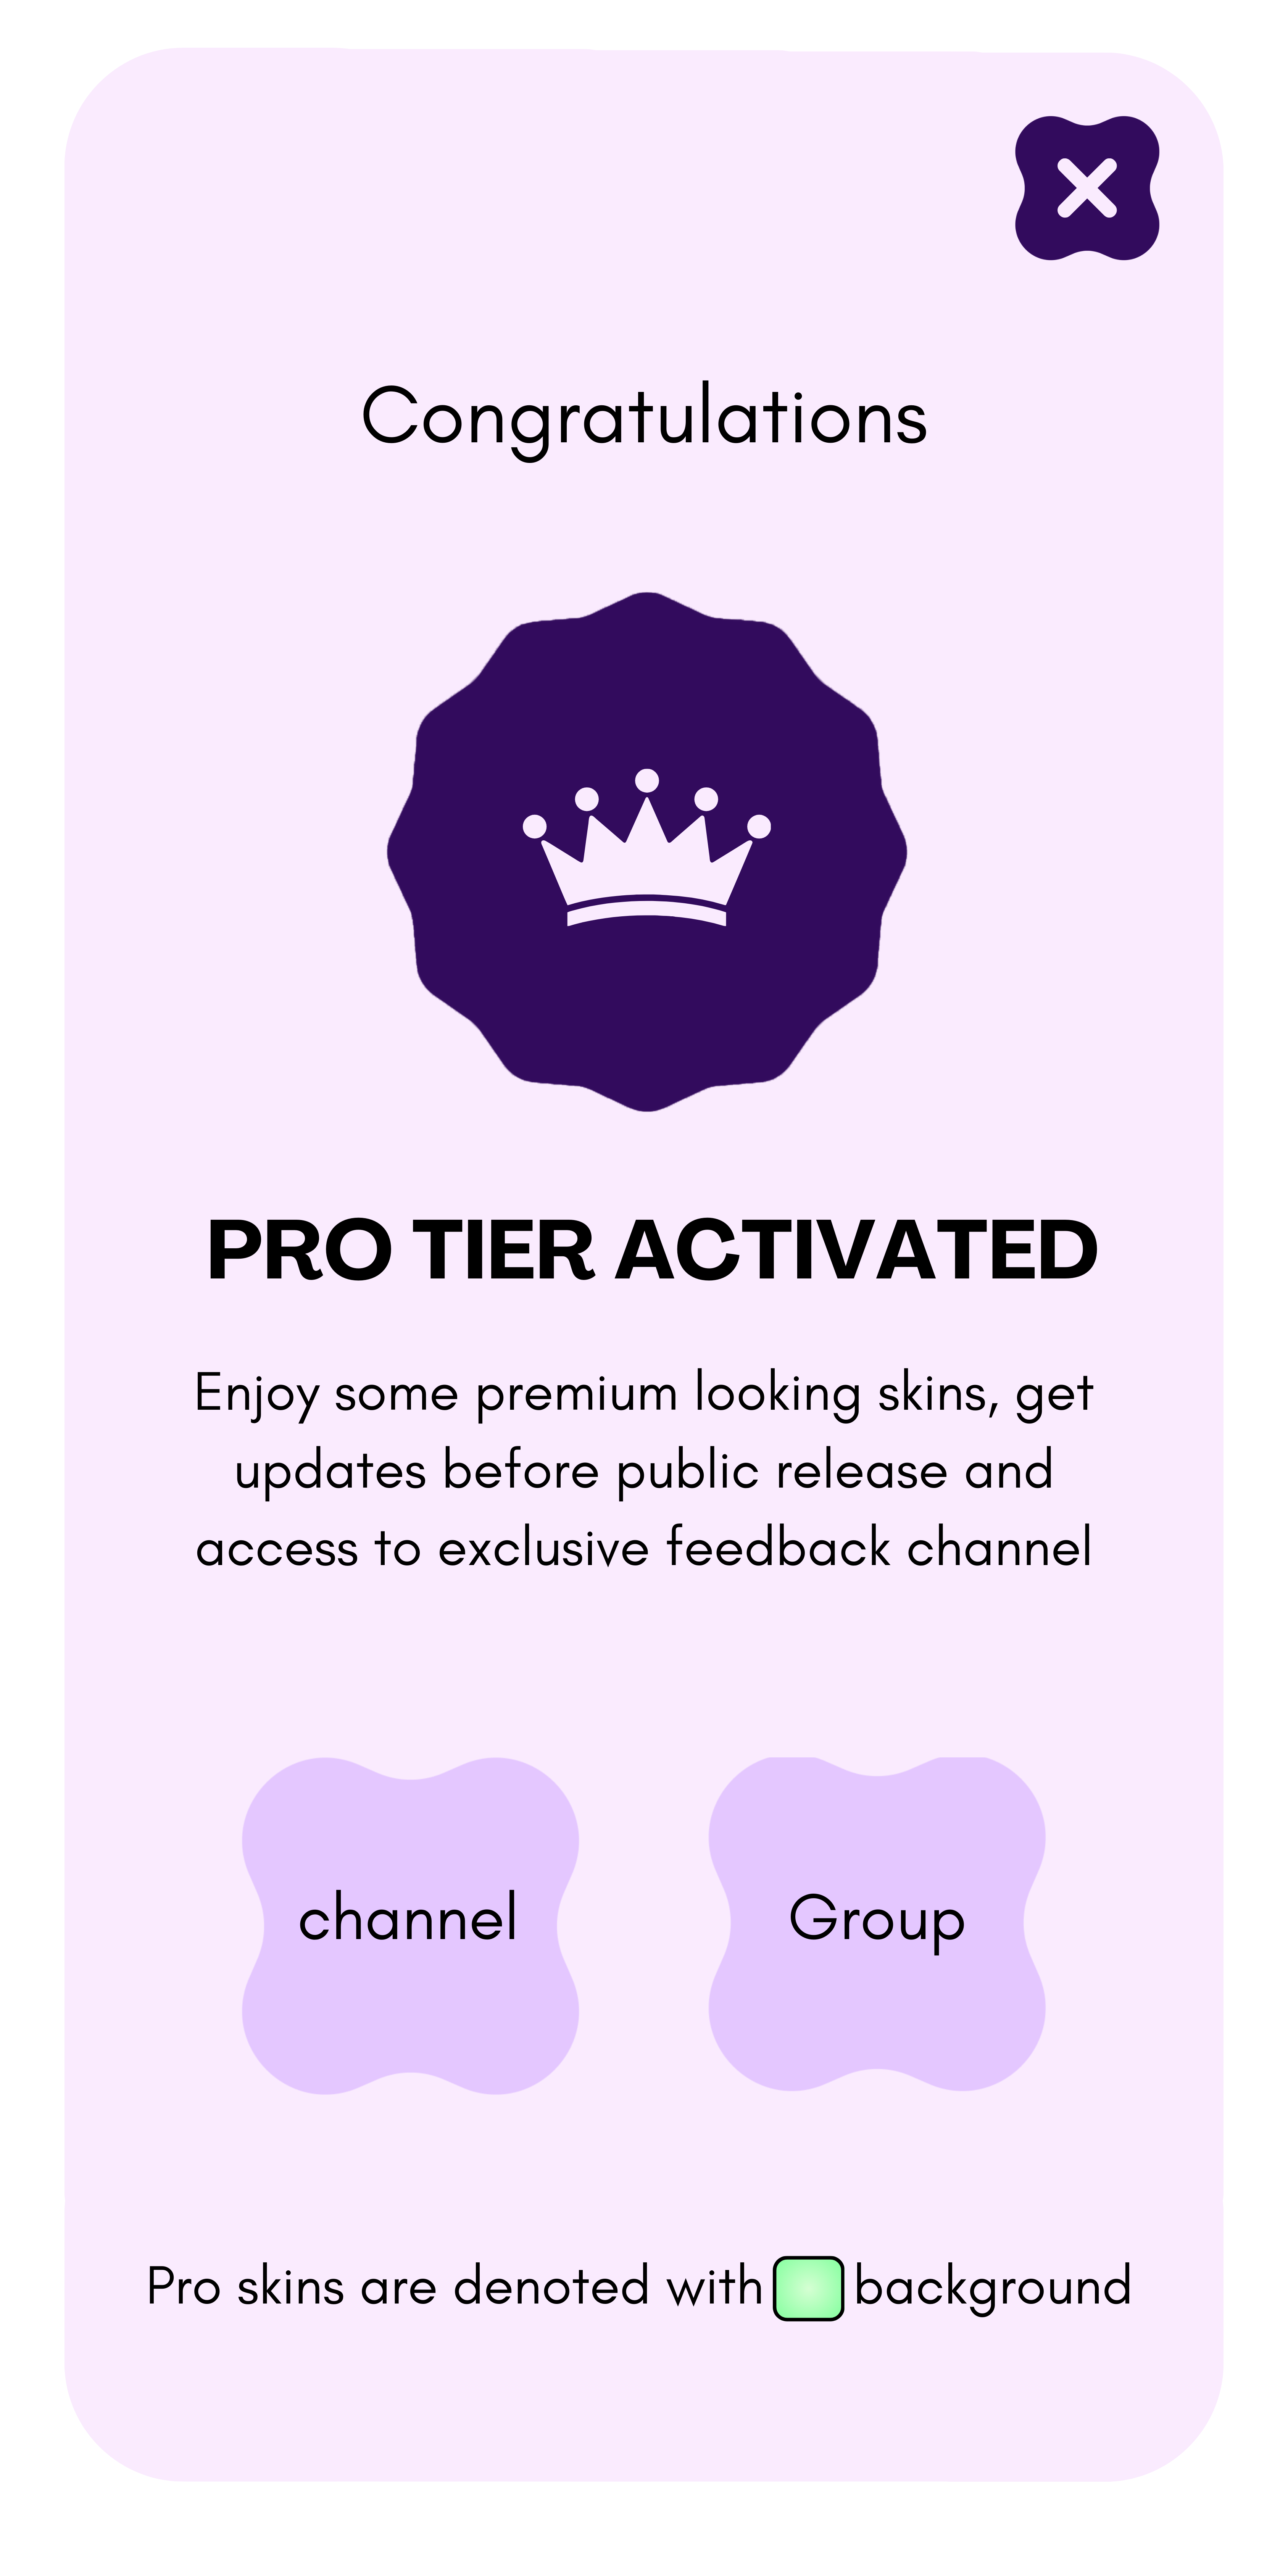 Congratulations
PRO TIER ACTIVATED
Enjoy some premium looking skins, get
updates before public release and
access to exclusive feedback channel
channel
Group
Pro skins are denoted with background